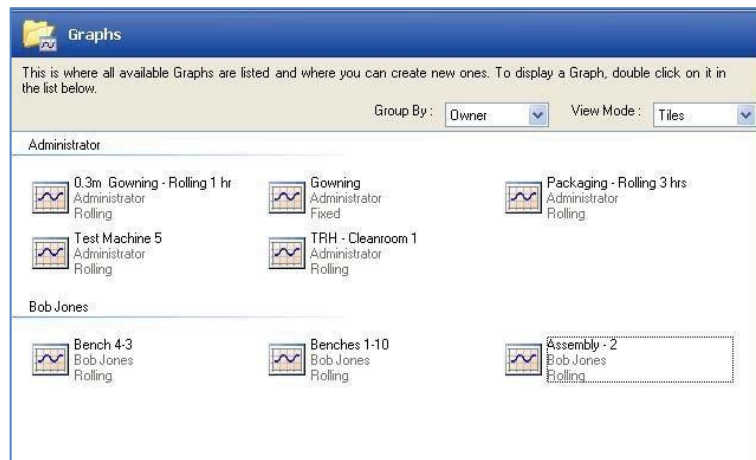 Graphs
This is where all available Graphs are listed and where you can create new ones. To display a Graph, double click on it in
the list below.
Group By : Owner View Mode : Tiles
Administrator
0.3m Gowning - Rolling 1 hr
Administrator
Rolling
Gowning
Administrator
Fixed
Packaging - Rolling 3 hrs
Administrator
Rolling
Test Machine 5
Administrator
Rolling
TRH - Cleanroom 1
Administrator
Rolling
Bob Jones
Bench 4-3
Bob Jones
Rolling
Benches 1-10
Bob Jones
Rolling
Assembly - 2
Bob Jones
Rolling